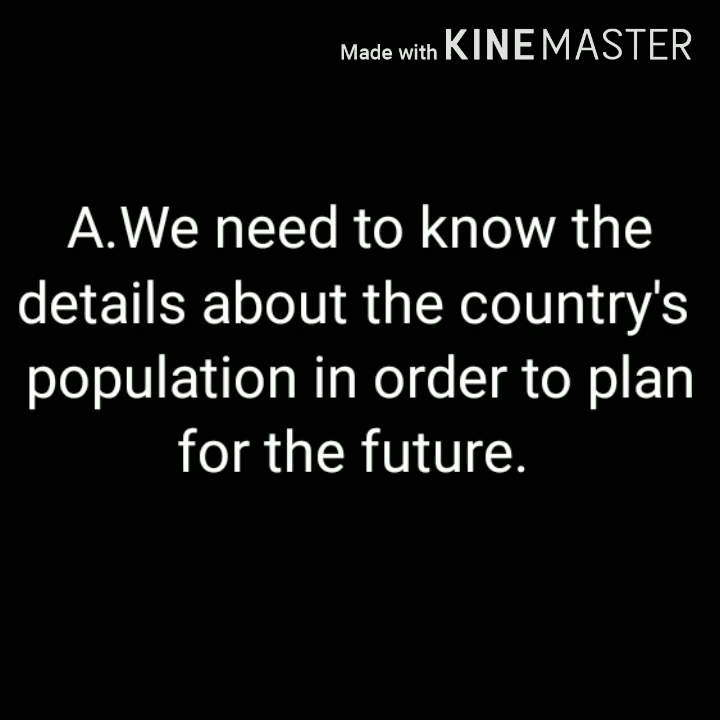 Made with KINEMASTER
A.We need to know the
details about the country's
population in order to plan
for the future.